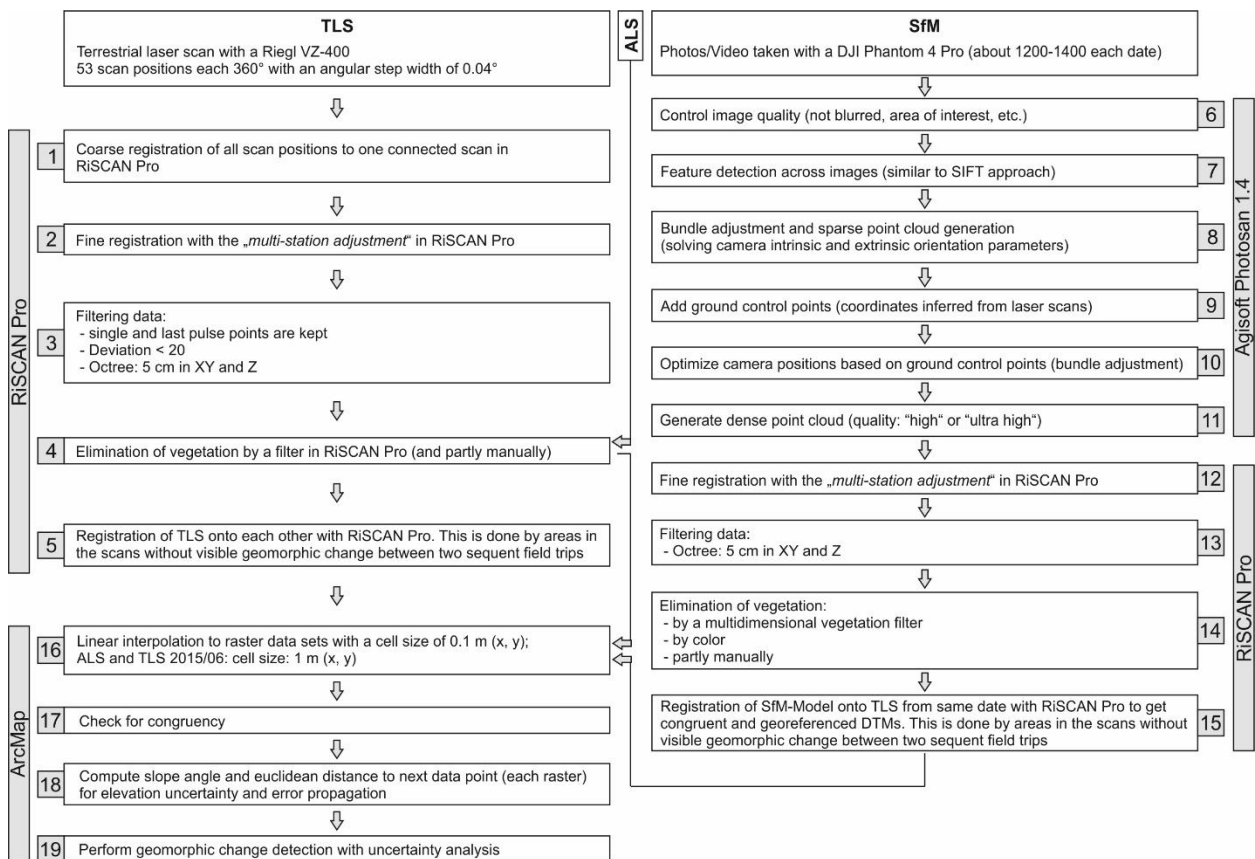 TLS
Terrestrial laser scan with a Riegl VZ-400
53 scan positions each 360° with an angular step width of 0.04°
RiSCAN Pro
1
Coarse registration of all scan positions to one connected scan in
RiSCAN Pro
2
Fine registration with the „multi-station adjustment“ in RiSCAN Pro
3
Filtering data:
- single and last pulse points are kept
- Deviation < 20
- Octree: 5 cm in XY and Z
4
Elimination of vegetation by a filter in RiSCAN Pro (and partly manually)
5
Registration of TLS onto each other with RiSCAN Pro. This is done by areas in
the scans without visible geomorphic change between two sequent field trips
ArcMap
16
Linear interpolation to raster data sets with a cell size of 0.1 m (x, y);
ALS and TLS 2015/06: cell size: 1 m (x, y)
17
Check for congruency
18
Compute slope angle and euclidean distance to next data point (each raster)
for elevation uncertainty and error propagation
19
Perform geomorphic change detection with uncertainty analysis
ALS
SfM
Photos/Video taken with a DJI Phantom 4 Pro (about 1200-1400 each date)
Agisoft Photosan 1.4
Control image quality (not blurred, area of interest, etc.)
6
Feature detection across images (similar to SIFT approach)
7
Bundle adjustment and sparse point cloud generation
(solving camera intrinsic and extrinsic orientation parameters)
8
Add ground control points (coordinates inferred from laser scans)
9
Optimize camera positions based on ground control points (bundle adjustment)
10
Generate dense point cloud (quality: “high“ or “ultra high“)
11
RiSCAN Pro
Fine registration with the „multi-station adjustment“ in RiSCAN Pro
12
Filtering data:
- Octree: 5 cm in XY and Z
13
Elimination of vegetation:
- by a multidimensional vegetation filter
- by color
- partly manually
14
Registration of SfM-Model onto TLS from same date with RiSCAN Pro to get
congruent and georeferenced DTMs. This is done by areas in the scans without
visible geomorphic change between two sequent field trips
15